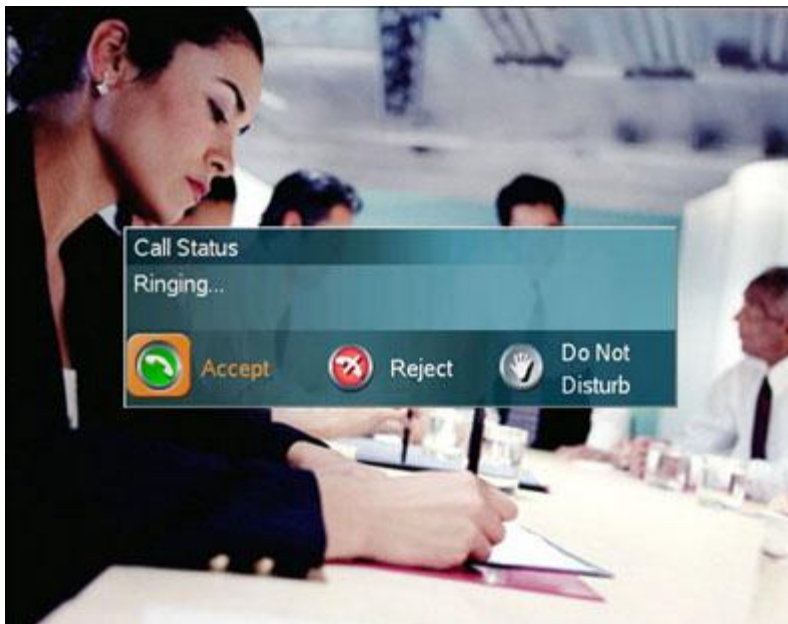 Call Status
Ringing...
Accept
Reject
Do Not
Disturb